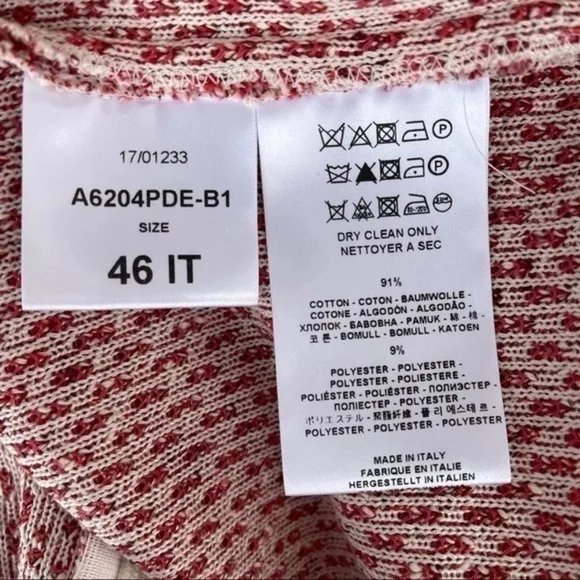 17/01233
A6204PDE-B1
SIZE
46 IT
DRY CLEAN ONLY
NETTOYER A SEC
91%
COTTON - COTON - BAUMWOLLE -
COTONE - ALGODÓN - ALGODÃO -
ХЛОПОК - БАВОВНА - PAMUK - 綿 - 棉 -
코 튼 - BOMULL - BOMULL - KATOEN
9%
POLYESTER - POLYESTER -
POLYESTER - POLIESTERE -
POLIÉSTER - POLIÉSTER - ПОЛИЭСТЕР -
ПОЛІЕСТЕР - POLYESTER -
ポリエステル - 聚酯纖維 - 폴 리 에스테 르 -
POLYESTER - POLYESTER - POLYESTER
MADE IN ITALY
FABRIQUE EN ITALIE
HERGESTELLT IN ITALIEN